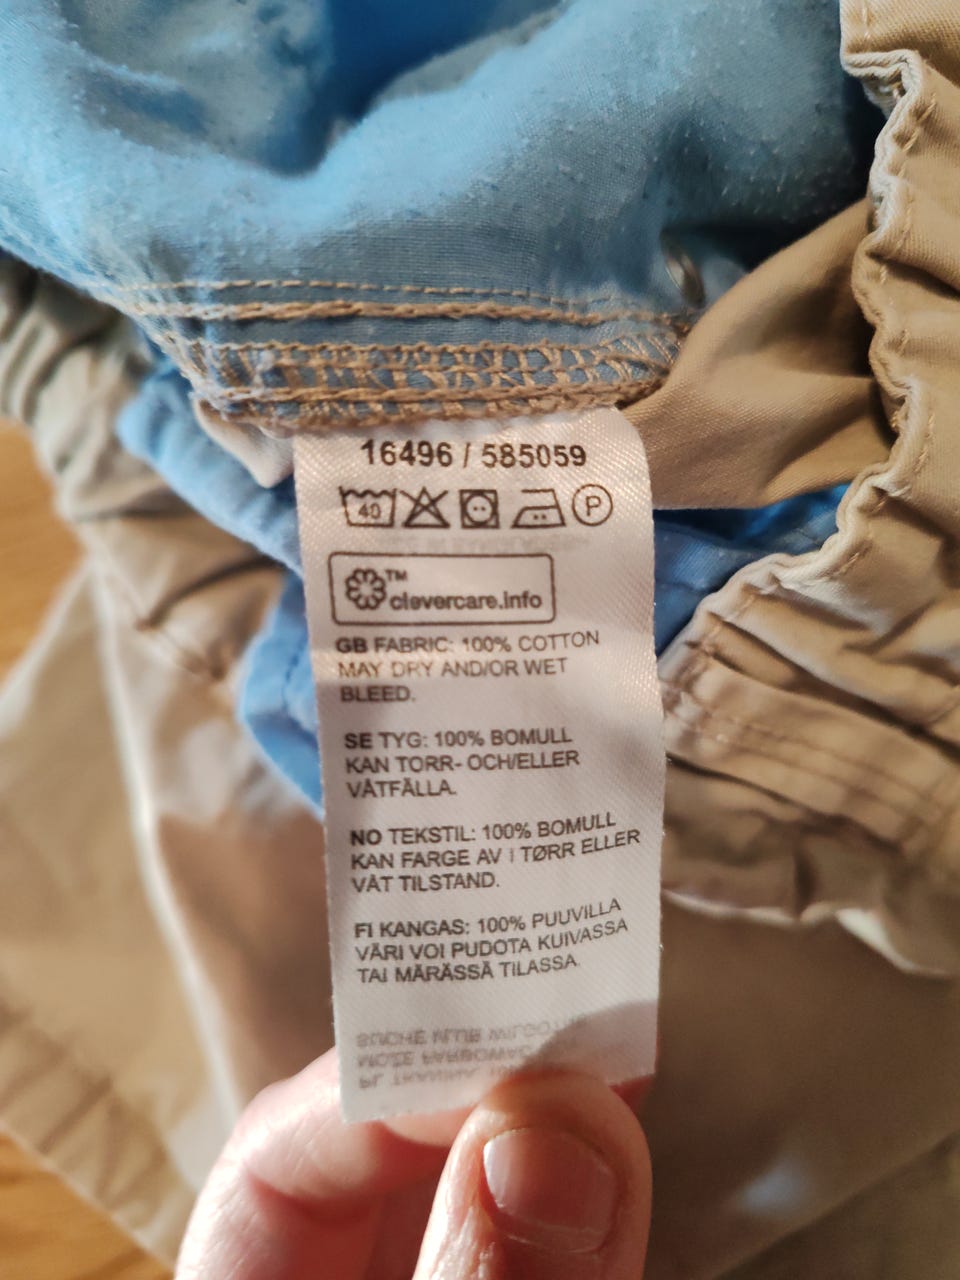 16496 / 585059
40 P
TM
clevercare.info
GB FABRIC: 100% COTTON
MAY DRY AND/OR WET
BLEED.
SE TYG: 100% BOMULL
KAN TORR- OCH/ELLER
VÅTFÄLLA.
NO TEKSTIL: 100% BOMULL
KAN FARGE AV I TØRR ELLER
VÅT TILSTAND.
FI KANGAS: 100% PUUVILLA
VÄRI VOI PUDOTA KUIVASSA
TAI MÄRÄSSÄ TILASSA.